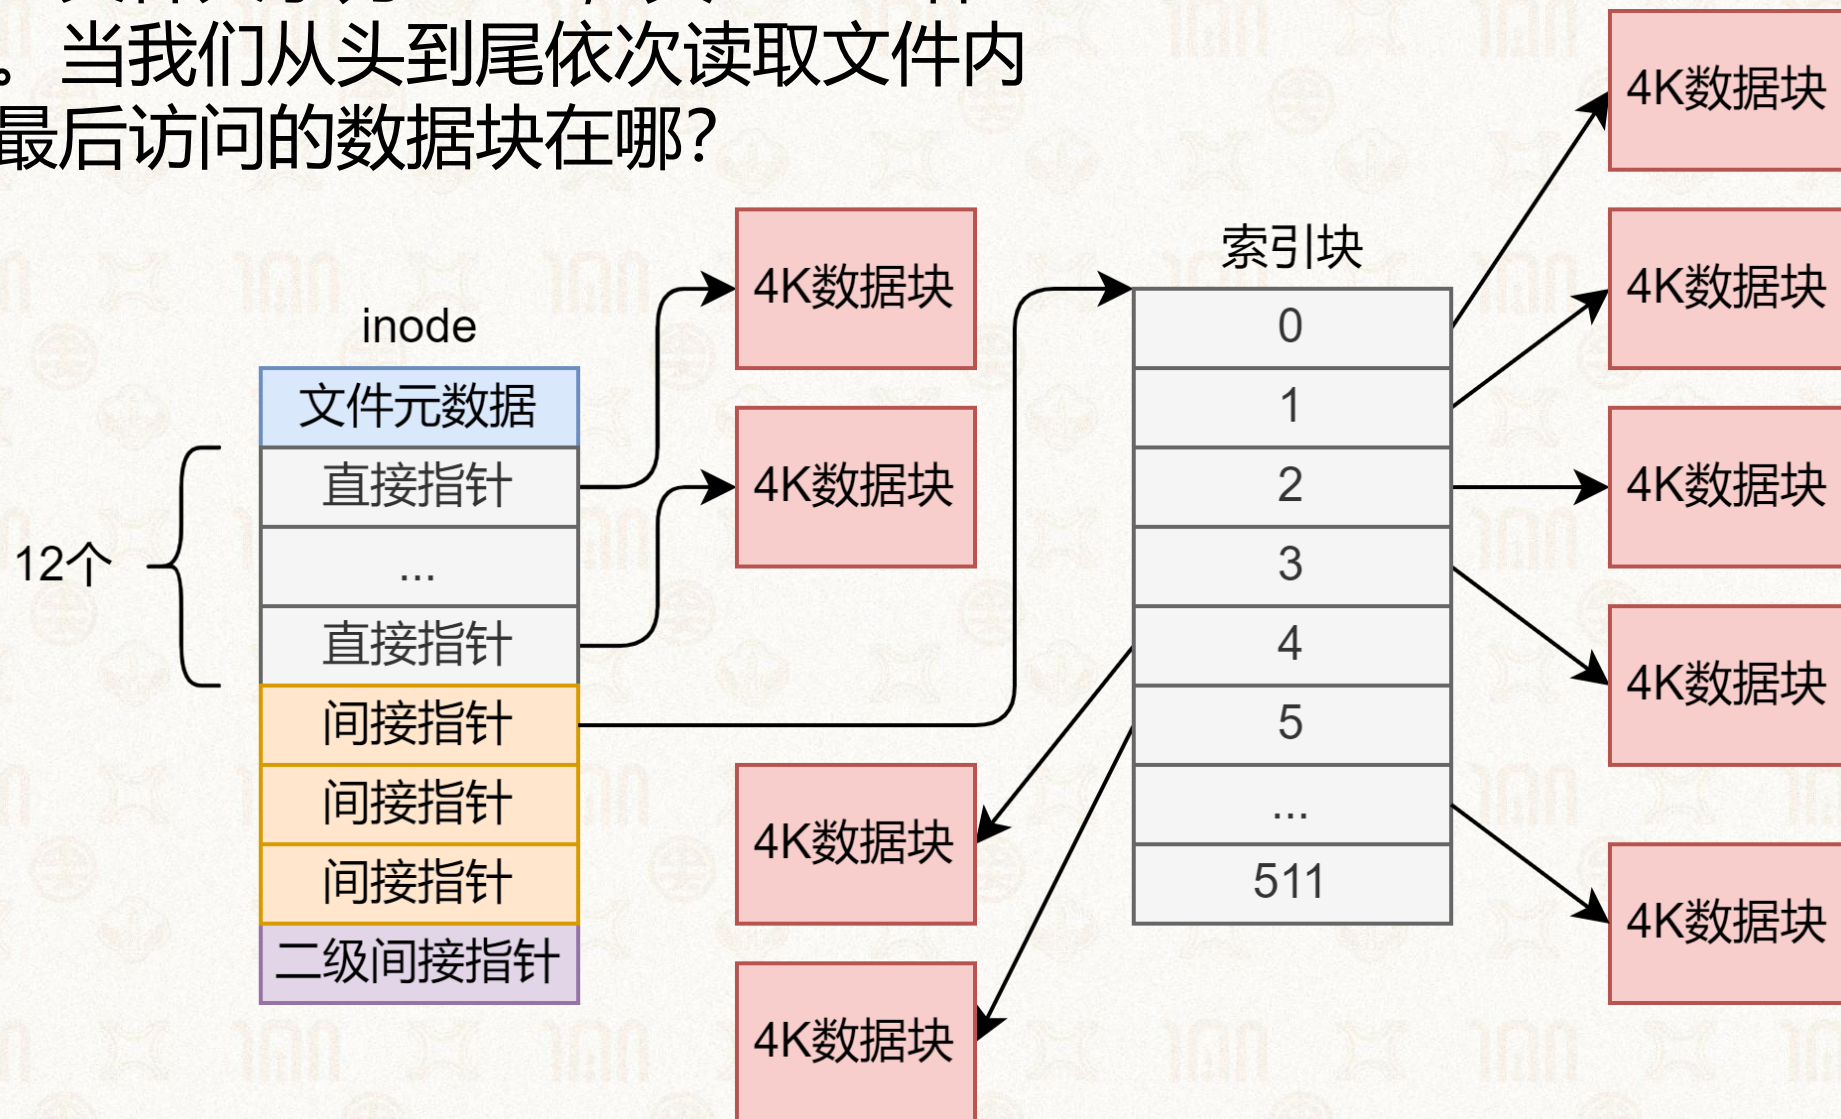 。当我们从头到尾依次读取文件内
最后访问的数据块在哪？
4K数据块
4K数据块
索引块
4K数据块
inode
0
文件元数据
1
直接指针
4K数据块
2
4K数据块
12个
...
3
直接指针
4
4K数据块
间接指针
5
间接指针
4K数据块
...
间接指针
511
4K数据块
二级间接指针
4K数据块